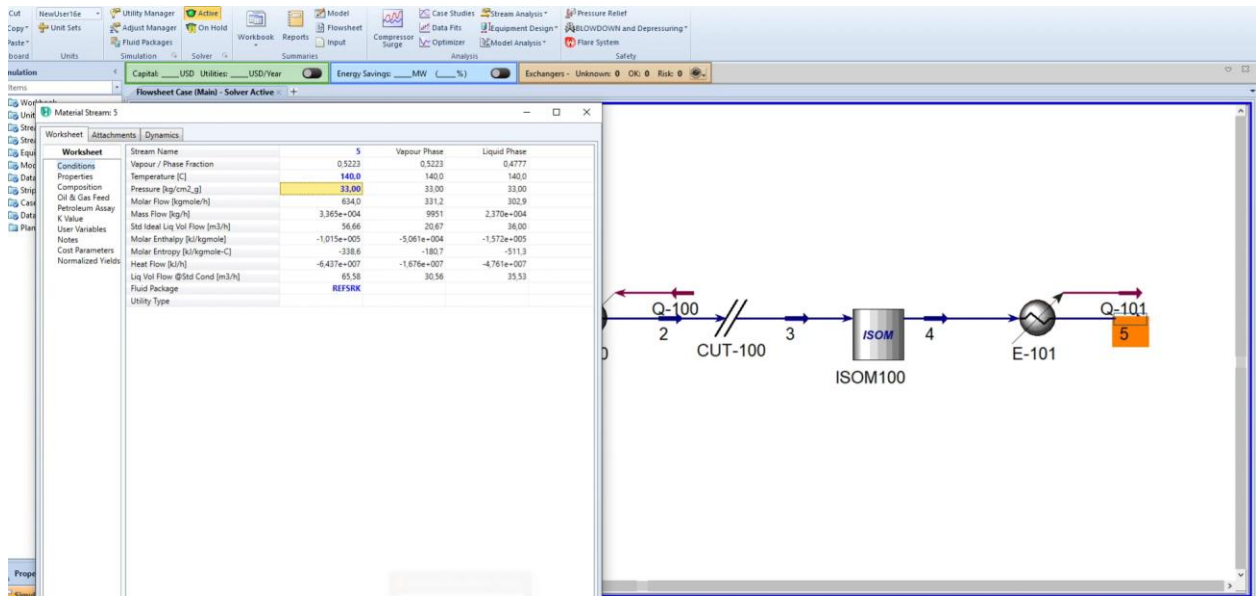 Cut NewUser16e Utility Manager Active Model Case Studies Stream Analysis Pressure Relief
Copy Unit Sets Adjust Manager On Hold Workbook Reports Flowsheet Compressor Surge Data Fits Equipment Design BLOWDOWN and Depressuring
Paste Fluid Packages Input Optimizer Model Analysis Flare System
board Units Simulation Solver Summaries Analysis Safety
mulation Capital: ____USD Utilities: ____USD/Year Energy Savings: ____MW (____%) Exchangers - Unknown: 0 OK: 0 Risk: 0
Items Flowsheet Case (Main) - Solver Active +
Material Stream: 5
Worksheet Attachments Dynamics
Worksheet
Conditions
Properties
Composition
Oil & Gas Feed
Petroleum Assay
K Value
User Variables
Notes
Cost Parameters
Normalized Yields
Stream Name 5 Vapour Phase Liquid Phase
Vapour / Phase Fraction 0,5223 0,5223 0,4777
Temperature [C] 140,0 140,0 140,0
Pressure [kg/cm2_g] 33,00 33,00 33,00
Molar Flow [kgmole/h] 634,0 331,2 302,9
Mass Flow [kg/h] 3,365e+004 9951 2,370e+004
Std Ideal Liq Vol Flow [m3/h] 56,66 20,67 36,00
Molar Enthalpy [kJ/kgmole] -1,015e+005 -5,061e+004 -1,572e+005
Molar Entropy [kJ/kgmole-C] -338,6 -180,7 -511,3
Heat Flow [kJ/h] -6,437e+007 -1,676e+007 -4,761e+007
Liq Vol Flow @Std Cond [m3/h] 65,58 30,56 35,53
Fluid Package REFSRK
Utility Type
Q-100
2
CUT-100
3
ISOM
ISOM100
4
E-101
Q-101
5
Prope